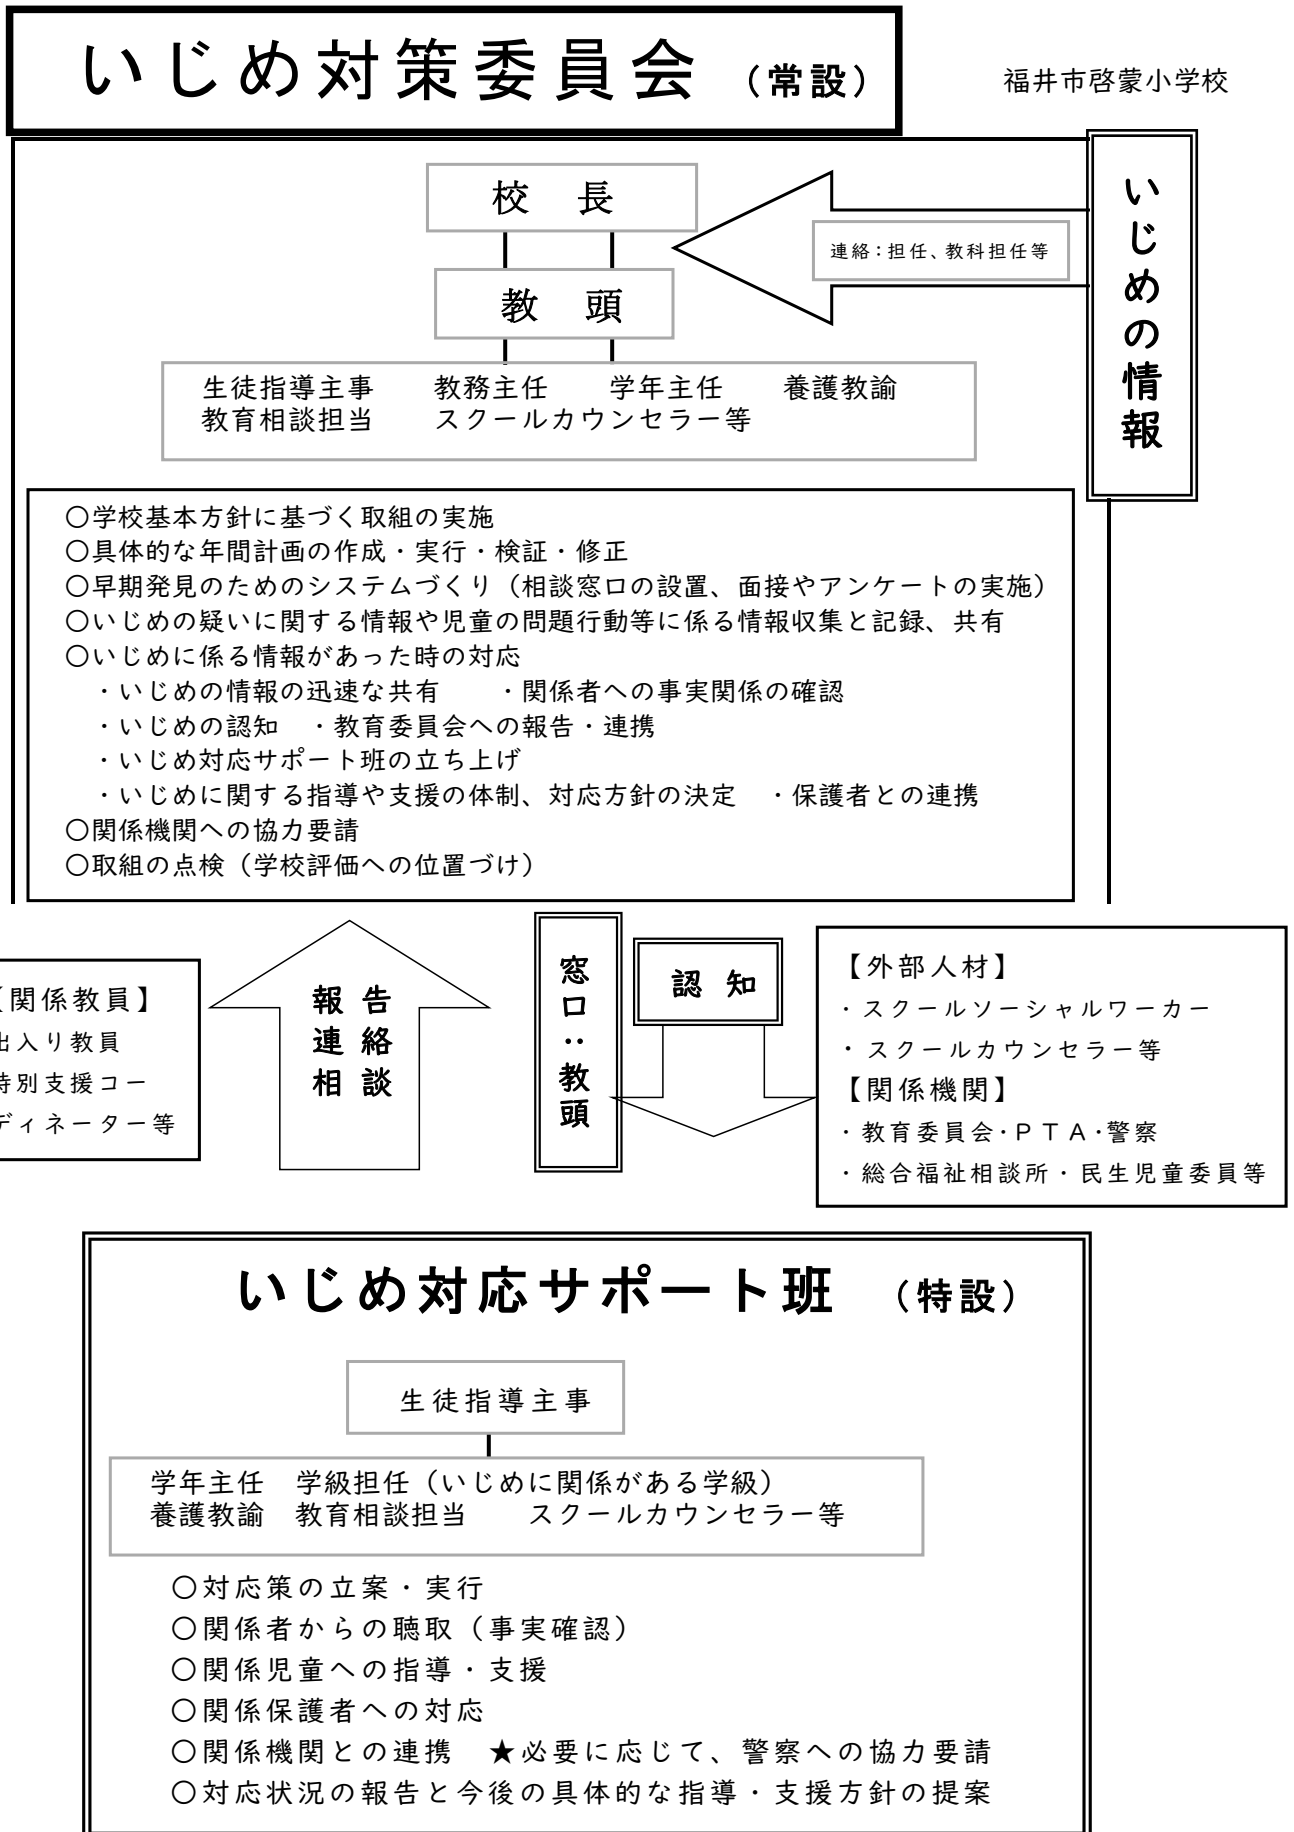 いじめ対策委員会 （常設）
福井市啓蒙小学校
いじめの情報
校 長
連絡：担任、教科担任等
教 頭
生徒指導主事 教務主任 学年主任 養護教諭
教育相談担当 スクールカウンセラー等
○学校基本方針に基づく取組の実施
○具体的な年間計画の作成・実行・検証・修正
○早期発見のためのシステムづくり（相談窓口の設置、面接やアンケートの実施）
○いじめの疑いに関する情報や児童の問題行動等に係る情報収集と記録、共有
○いじめに係る情報があった時の対応
・いじめの情報の迅速な共有 ・関係者への事実関係の確認
・いじめの認知 ・教育委員会への報告・連携
・いじめ対応サポート班の立ち上げ
・いじめに関する指導や支援の体制、対応方針の決定 ・保護者との連携
○関係機関への協力要請
○取組の点検（学校評価への位置づけ）
【関係教員】
出入り教員
特別支援コー
ディネーター等
報告
連絡
相談
窓口：教頭
認 知
【外部人材】
・スクールソーシャルワーカー
・スクールカウンセラー等
【関係機関】
・教育委員会・ＰＴＡ・警察
・総合福祉相談所・民生児童委員等
いじめ対応サポート班 （特設）
生徒指導主事
学年主任 学級担任（いじめに関係がある学級）
養護教諭 教育相談担当 スクールカウンセラー等
○対応策の立案・実行
○関係者からの聴取（事実確認）
○関係児童への指導・支援
○関係保護者への対応
○関係機関との連携 ★必要に応じて、警察への協力要請
○対応状況の報告と今後の具体的な指導・支援方針の提案